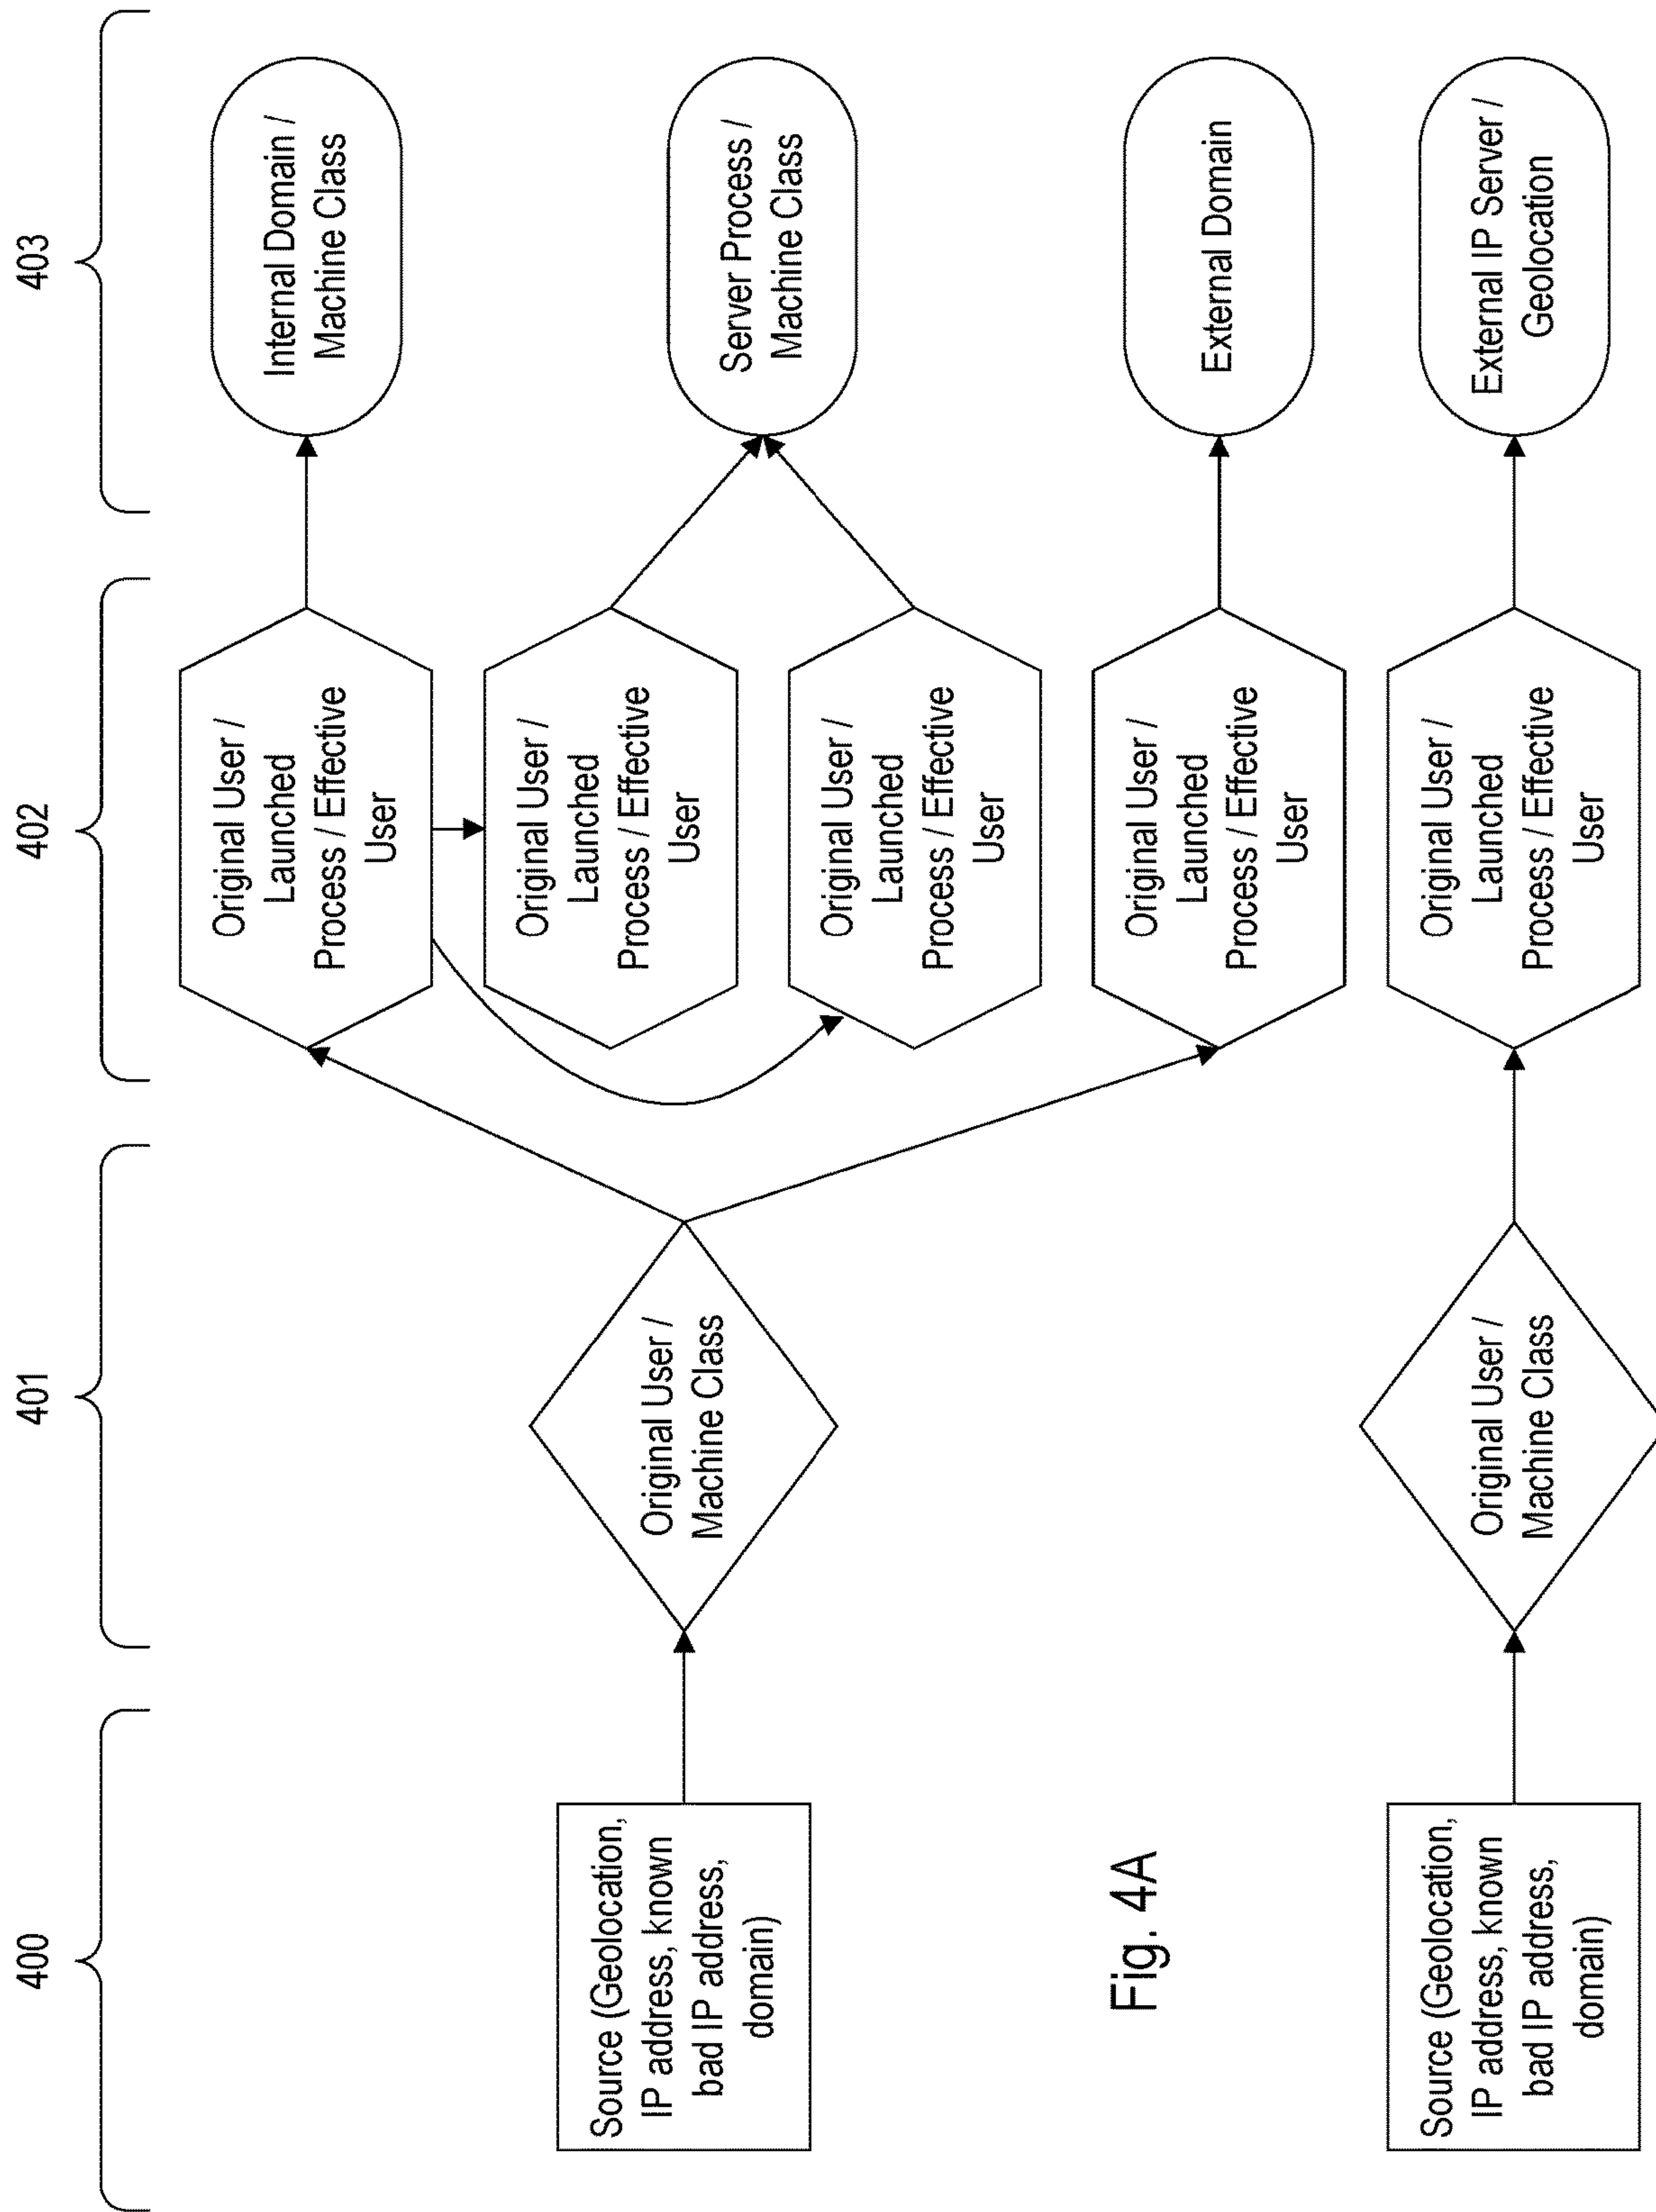 400
401
402
403
Source (Geolocation,
IP address, known
bad IP address,
domain)
Original User /
Machine Class
Original User /
Launched
Process / Effective
User
Original User /
Launched
Process / Effective
User
Original User /
Launched
Process / Effective
User
Original User /
Launched
Process / Effective
User
Internal Domain /
Machine Class
Server Process /
Machine Class
External Domain
Source (Geolocation,
IP address, known
bad IP address,
domain)
Original User /
Machine Class
Original User /
Launched
Process / Effective
User
External IP Server /
Geolocation
Fig. 4A